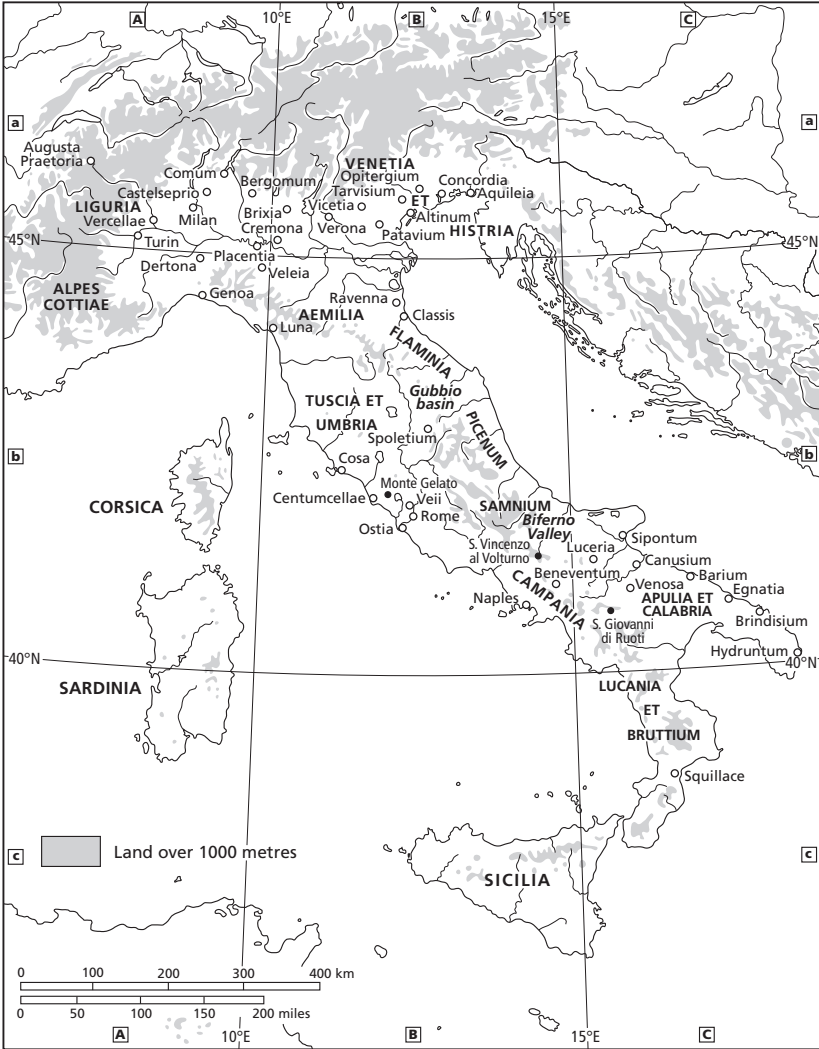 A
10°E
B
15°E
C
a
a
Augusta
Praetoria
Comum
Bergomum
VENETIA
Opitergium
Tarvisium
ET
Concordia
Aquileia
Castelseprio
LIGURIA
Vercellae
Milan
Brixia
Cremona
Vicetia
Verona
Altinum
Patavium
HISTRIA
45°N
45°N
Turin
Placentia
Dertona
Veleia
ALPES
COTTIAE
Genoa
Ravenna
AEMILIA
Classis
Luna
FLAMINIA
TUSCIA ET
UMBRIA
Gubbio
basin
PICENUM
Spoletium
b
b
Cosa
CORSICA
Monte Gelato
Centumcellae
Veii
Rome
Ostia
SAMNIUM
Biferno
Valley
S. Vincenzo
al Volturno
Luceria
Sipontum
Canusium
Beneventum
Barium
Venosa
Egnatia
CAMPANIA
APULIA ET
CALABRIA
Naples
S. Giovanni
di Ruoti
Brindisium
Hydruntum
40°N
40°N
SARDINIA
LUCANIA
ET
BRUTTIUM
Squillace
c
c
Land over 1000 metres
SICILIA
0 100 200 300 400 km
0 50 100 150 200 miles
A
10°E
B
15°E
C